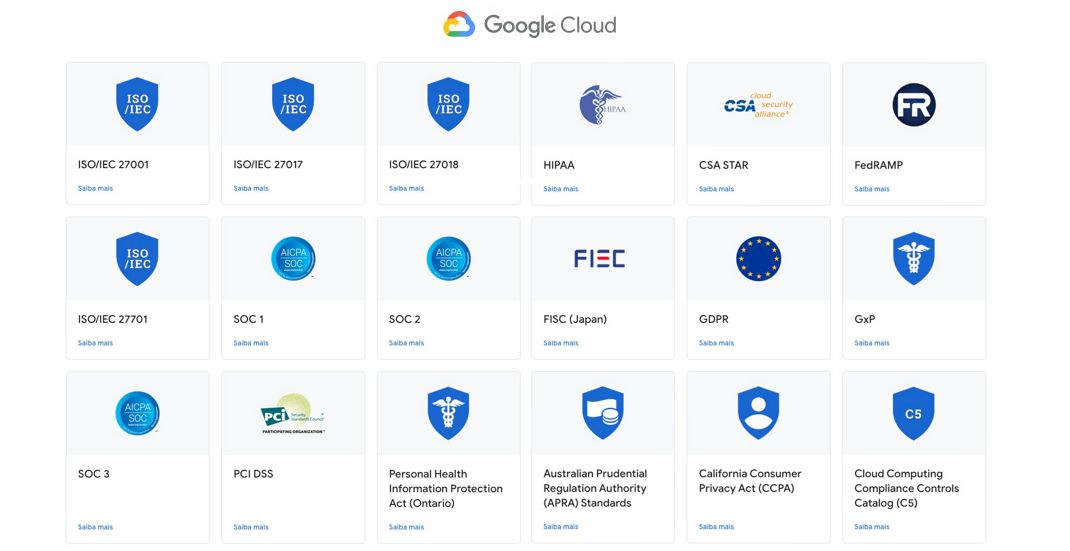 Google Cloud
ISO
/IEC
ISO/IEC 27001
Saiba mais
ISO
/IEC
ISO/IEC 27017
Saiba mais
ISO
/IEC
ISO/IEC 27018
Saiba mais
HIPAA
HIPAA
Saiba mais
CSA cloud
security
alliance
CSA STAR
Saiba mais
FR
FedRAMP
Saiba mais
ISO
/IEC
ISO/IEC 27701
Saiba mais
AICPA
SOC
SOC 1
Saiba mais
AICPA
SOC
SOC 2
Saiba mais
FIEC
FISC (Japan)
Saiba mais
GDPR
Saiba mais
GxP
Saiba mais
AICPA
SOC
SOC 3
Saiba mais
PCI Security
Standards Council
PARTICIPATING ORGANIZATION™
PCI DSS
Saiba mais
Personal Health
Information Protection
Act (Ontario)
Saiba mais
Australian Prudential
Regulation Authority
(APRA) Standards
Saiba mais
California Consumer
Privacy Act (CCPA)
Saiba mais
C5
Cloud Computing
Compliance Controls
Catalog (C5)
Saiba mais